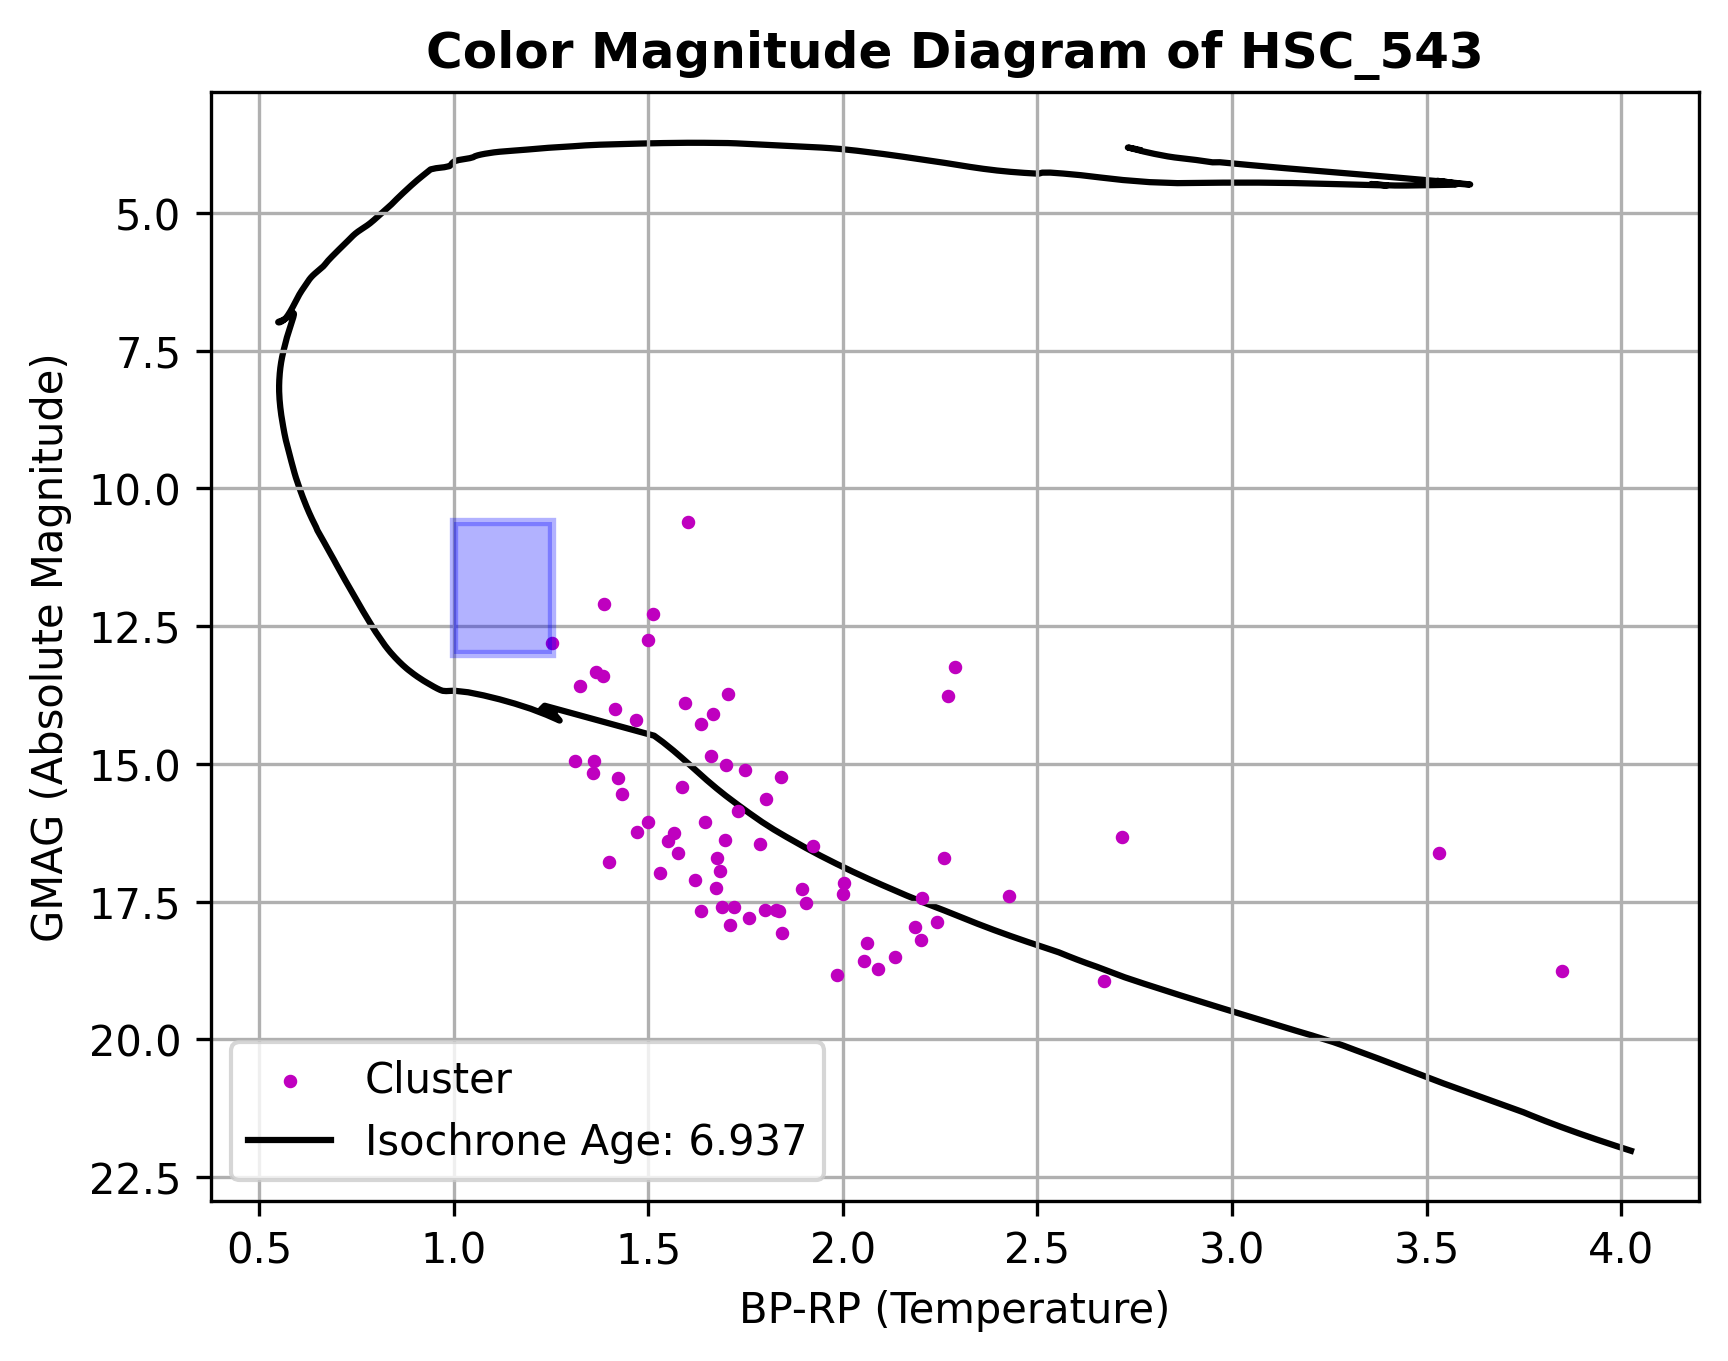 Color Magnitude Diagram of HSC_543
GMAG (Absolute Magnitude)
5.0
7.5
10.0
12.5
15.0
17.5
20.0
22.5
Cluster
Isochrone Age: 6.937
0.5 1.0 1.5 2.0 2.5 3.0 3.5 4.0
BP-RP (Temperature)